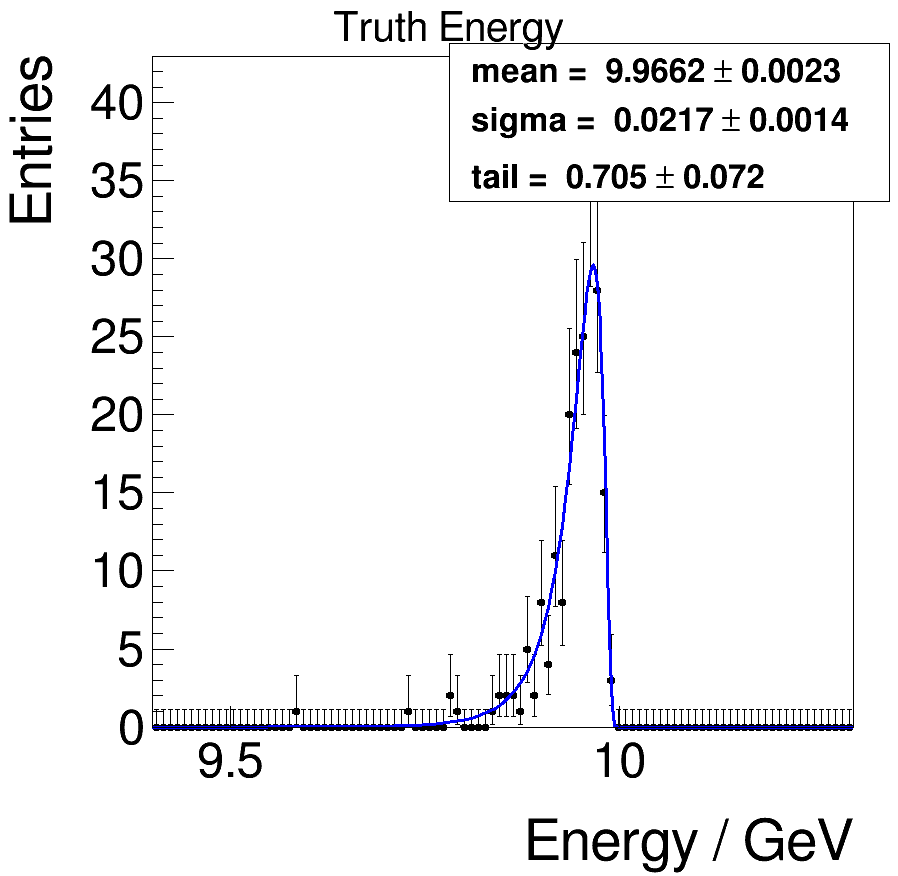 Truth Energy
mean = 9.9662 ± 0.0023
sigma = 0.0217 ± 0.0014
tail = 0.705 ± 0.072
Entries
40
35
30
25
20
15
10
5
0
9.5 10
Energy / GeV